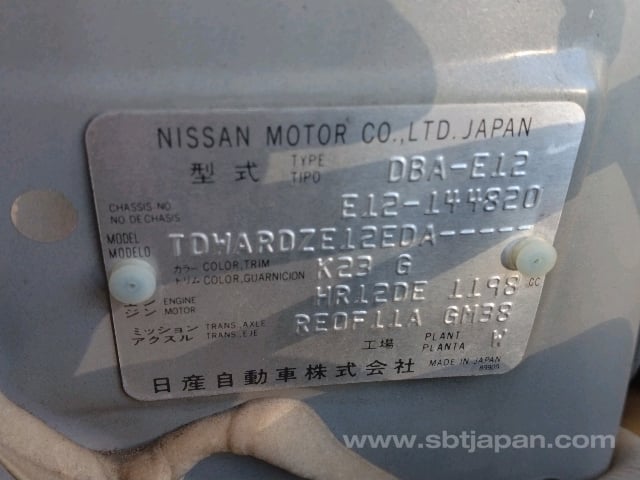 NISSAN MOTOR CO.,LTD. JAPAN
型式 TYPE TIPO DBA-E12
CHASSIS NO. NO. DE CHASIS E12-144820
MODEL MODELO TDWARDZE12EDA-----
カラー COLOR,TRIM トリム COLOR,GUARNICION K23 G
エンジン ENGINE MOTOR HR12DE 1198 CC
ミッション アクスル TRANS.,AXLE TRANS.,EJE RE0F11A GM38
工場 PLANT PLANTA W
日産自動車株式会社 MADE IN JAPAN
www.sbtjapan.com